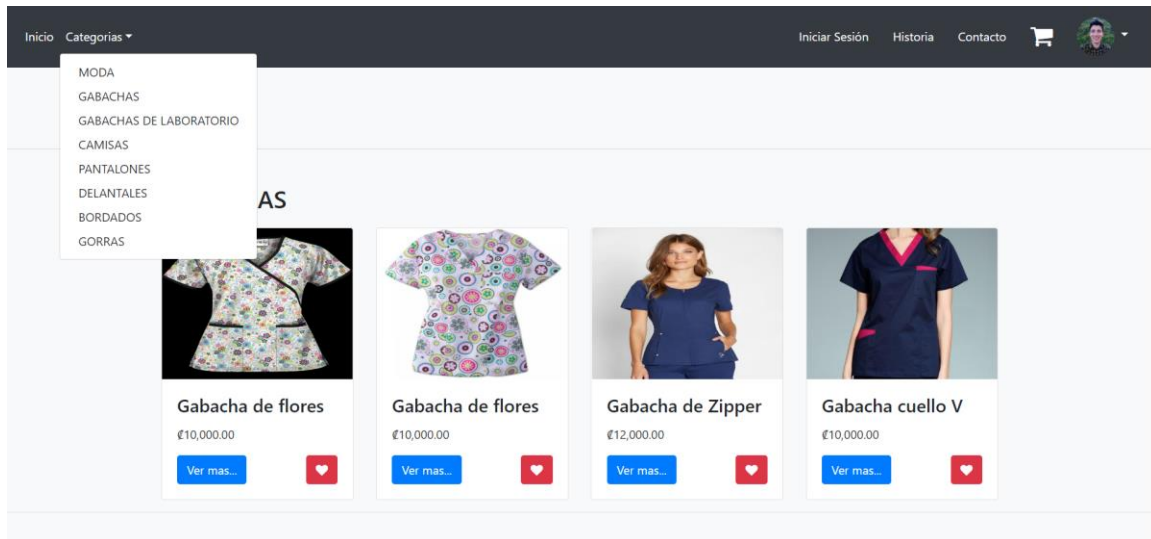 Inicio Categorias Iniciar Sesión Historia Contacto
MODA
GABACHAS
GABACHAS DE LABORATORIO
CAMISAS
PANTALONES
DELANTALES
BORDADOS
GORRAS
AS
Gabacha de flores Gabacha de flores Gabacha de Zipper Gabacha cuello V
₡10,000.00 ₡10,000.00 ₡12,000.00 ₡10,000.00
Ver mas... Ver mas... Ver mas... Ver mas...